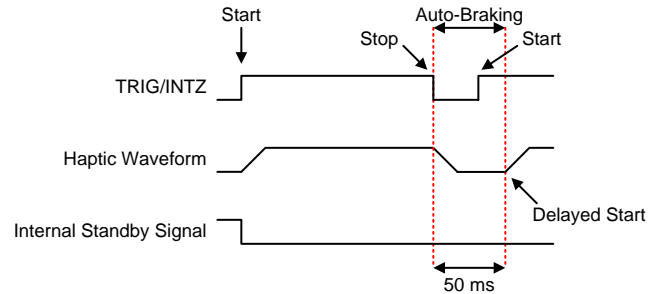 Start
Auto-Braking
Stop
Start
TRIG/INTZ
Haptic Waveform
Delayed Start
Internal Standby Signal
50 ms